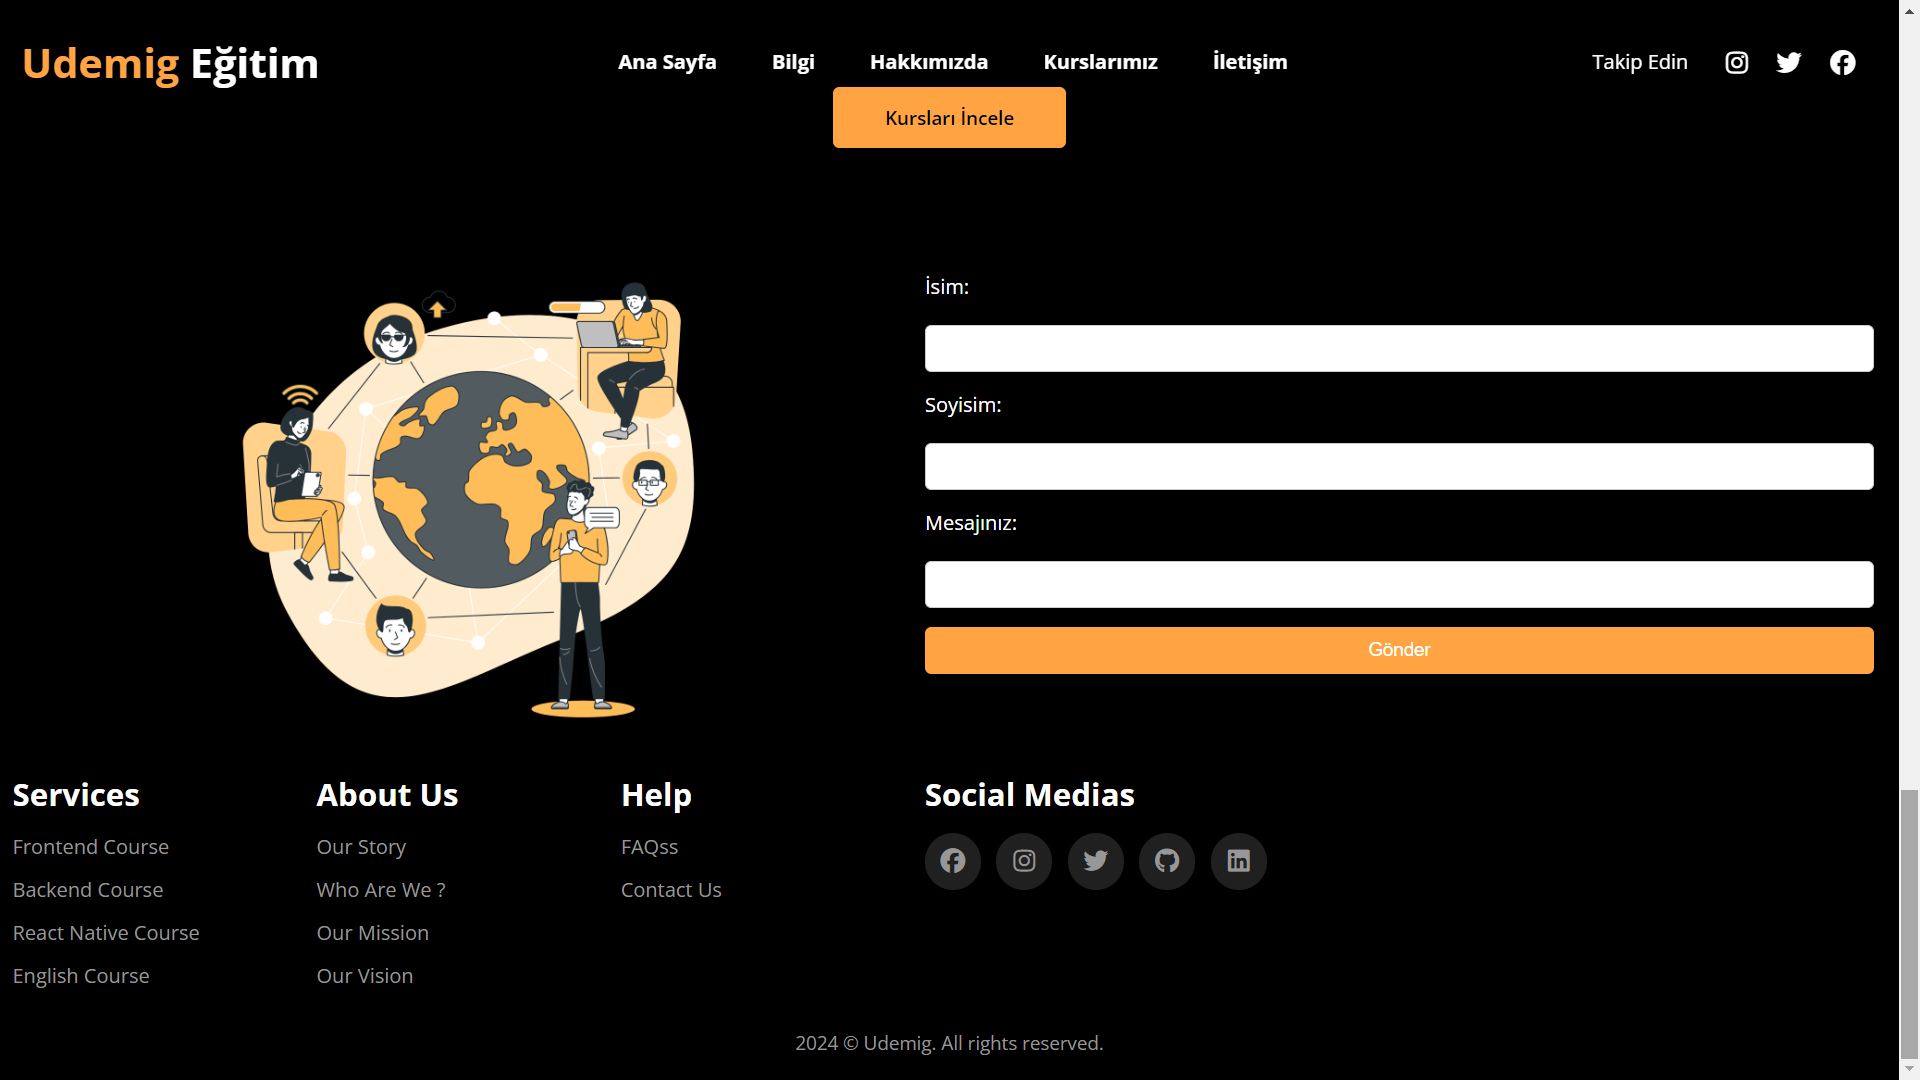 Udemig Eğitim
Ana Sayfa
Bilgi
Hakkımızda
Kurslarımız
İletişim
Takip Edin
Kursları İncele
İsim:
Soyisim:
Mesajınız:
Gönder
Services
Frontend Course
Backend Course
React Native Course
English Course
About Us
Our Story
Who Are We ?
Our Mission
Our Vision
Help
FAQss
Contact Us
Social Medias
2024 © Udemig. All rights reserved.